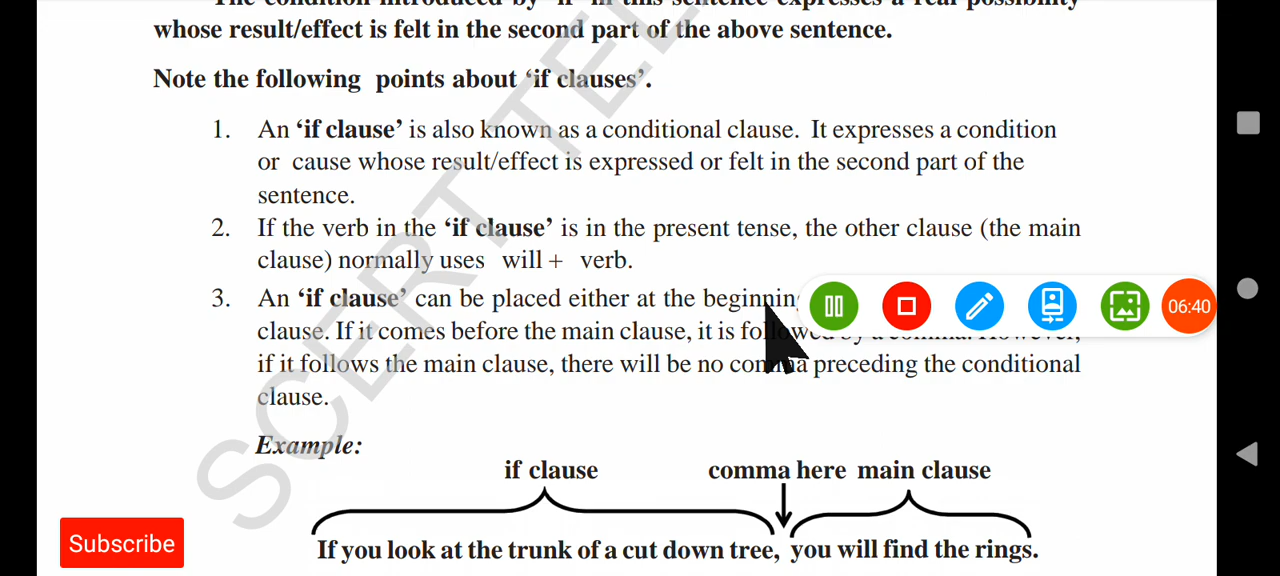 The condition introduced by 'if' in this sentence expresses a real possibility
whose result/effect is felt in the second part of the above sentence.
Note the following points about 'if clauses'.
1. An 'if clause' is also known as a conditional clause. It expresses a condition
or cause whose result/effect is expressed or felt in the second part of the
sentence.
2. If the verb in the 'if clause' is in the present tense, the other clause (the main
clause) normally uses will + verb.
3. An 'if clause' can be placed either at the beginnin
clause. If it comes before the main clause, it is followed by a comma. However,
if it follows the main clause, there will be no comma preceding the conditional
clause.
06:40
Example:
if clause comma here main clause
If you look at the trunk of a cut down tree, you will find the rings.
Subscribe
SCERT TEL